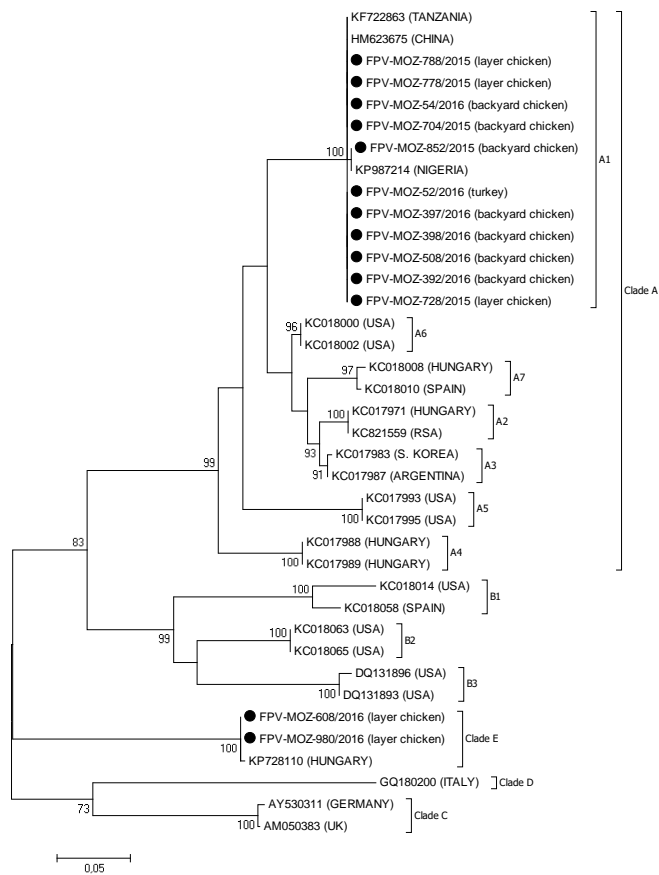 KF722863 (TANZANIA)
HM623675 (CHINA)
FPV-MOZ-788/2015 (layer chicken)
FPV-MOZ-778/2015 (layer chicken)
FPV-MOZ-54/2016 (backyard chicken)
FPV-MOZ-704/2015 (backyard chicken)
100 FPV-MOZ-852/2015 (backyard chicken)
A1
KP987214 (NIGERIA)
FPV-MOZ-52/2016 (turkey)
FPV-MOZ-397/2016 (backyard chicken)
FPV-MOZ-398/2016 (backyard chicken)
FPV-MOZ-508/2016 (backyard chicken)
FPV-MOZ-392/2016 (backyard chicken)
Clade A
FPV-MOZ-728/2015 (layer chicken)
96 KC018000 (USA)
A6
KC018002 (USA)
97 KC018008 (HUNGARY)
A7
KC018010 (SPAIN)
100 KC017971 (HUNGARY)
A2
KC821559 (RSA)
93 KC017983 (S. KOREA)
A3
91 KC017987 (ARGENTINA)
99
KC017993 (USA)
A5
100 KC017995 (USA)
KC017988 (HUNGARY)
83 A4
100 KC017989 (HUNGARY)
100 KC018014 (USA)
B1
KC018058 (SPAIN)
99 100 KC018063 (USA)
B2
KC018065 (USA)
DQ131896 (USA)
B3
100 DQ131893 (USA)
FPV-MOZ-608/2016 (layer chicken)
FPV-MOZ-980/2016 (layer chicken)
Clade E
100 KP728110 (HUNGARY)
GQ180200 (ITALY) Clade D
73 AY530311 (GERMANY)
Clade C
100 AM050383 (UK)
0,05